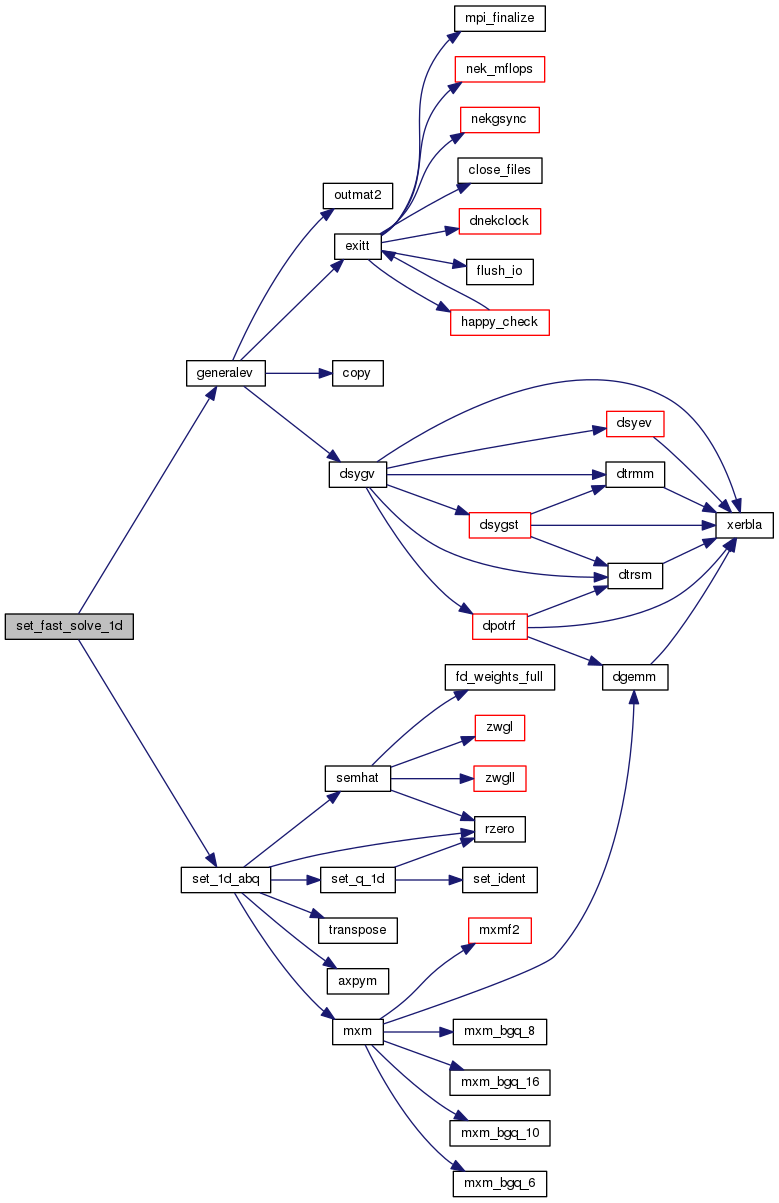 mpi_finalize
nek_mflops
nekgsync
close_files
outmat2
dnekclock
exitt
flush_io
happy_check
generalev
copy
dsyev
dsygv
dtrmm
dsygst
xerbla
dtrsm
set_fast_solve_1d
dpotrf
fd_weights_full
dgemm
zwgl
semhat
zwgll
rzero
set_1d_abq
set_q_1d
set_ident
transpose
mxmf2
axpym
mxm
mxm_bgq_8
mxm_bgq_16
mxm_bgq_10
mxm_bgq_6